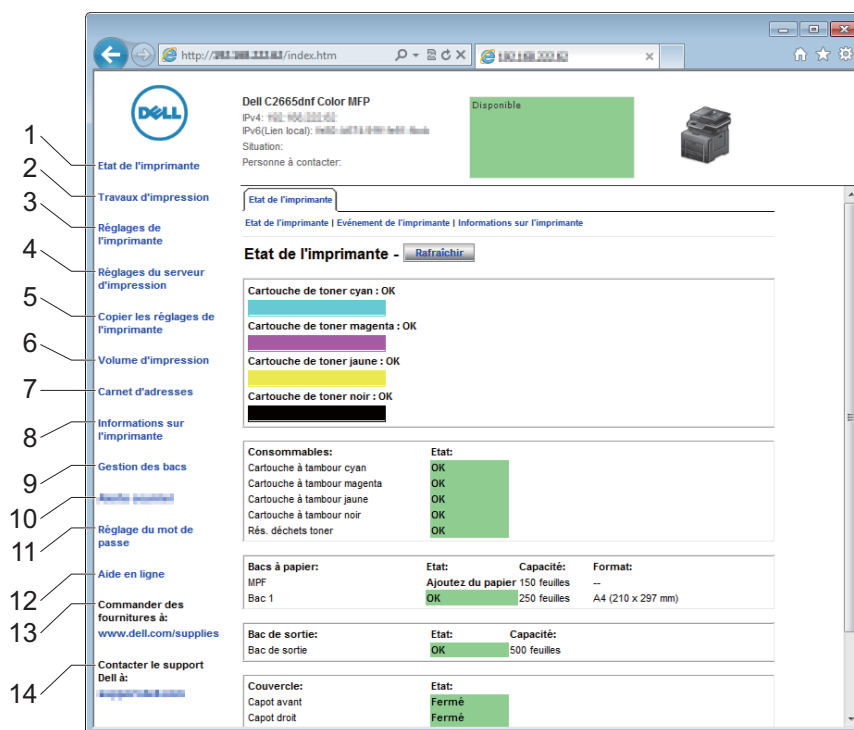 http:// /index.htm
DELL
Dell C2665dnf Color MFP
IPv4:
IPv6(Lien local):
Situation:
Personne à contacter:
Disponible
1
2
3
4
5
6
7
8
9
10
11
12
13
14
Etat de l'imprimante
Travaux d'impression
Réglages de
l'imprimante
Réglages du serveur
d'impression
Copier les réglages de
l'imprimante
Volume d'impression
Carnet d'adresses
Informations sur
l'imprimante
Gestion des bacs
Réglage du mot de
passe
Aide en ligne
Commander des
fournitures à:
www.dell.com/supplies
Contacter le support
Dell à:
Etat de l'imprimante
Etat de l'imprimante | Evénement de l'imprimante | Informations sur l'imprimante
Etat de l'imprimante - Rafraîchir
Cartouche de toner cyan : OK
Cartouche de toner magenta : OK
Cartouche de toner jaune : OK
Cartouche de toner noir : OK
Consommables: Etat:
Cartouche à tambour cyan OK
Cartouche à tambour magenta OK
Cartouche à tambour jaune OK
Cartouche à tambour noir OK
Rés. déchets toner OK
Bacs à papier: Etat: Capacité: Format:
MPF Ajoutez du papier 150 feuilles --
Bac 1 OK 250 feuilles A4 (210 x 297 mm)
Bac de sortie: Etat: Capacité:
Bac de sortie OK 500 feuilles
Couvercle: Etat:
Capot avant Fermé
Capot droit Fermé